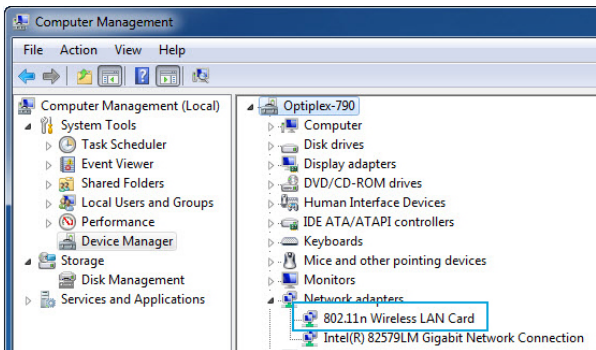 Computer Management
File Action View Help
Computer Management (Local)
System Tools
Task Scheduler
Event Viewer
Shared Folders
Local Users and Groups
Performance
Device Manager
Storage
Disk Management
Services and Applications
Optiplex-790
Computer
Disk drives
Display adapters
DVD/CD-ROM drives
Human Interface Devices
IDE ATA/ATAPI controllers
Keyboards
Mice and other pointing devices
Monitors
Network adapters
802.11n Wireless LAN Card
Intel(R) 82579LM Gigabit Network Connection